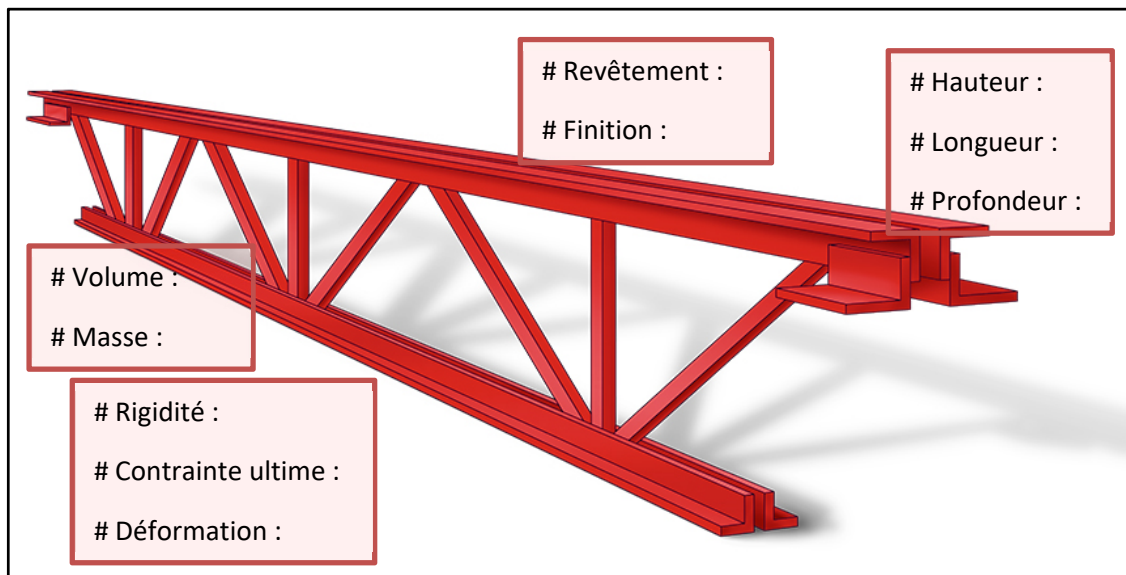 # Revêtement :
# Finition :
# Hauteur :
# Longueur :
# Profondeur :
# Volume :
# Masse :
# Rigidité :
# Contrainte ultime :
# Déformation :